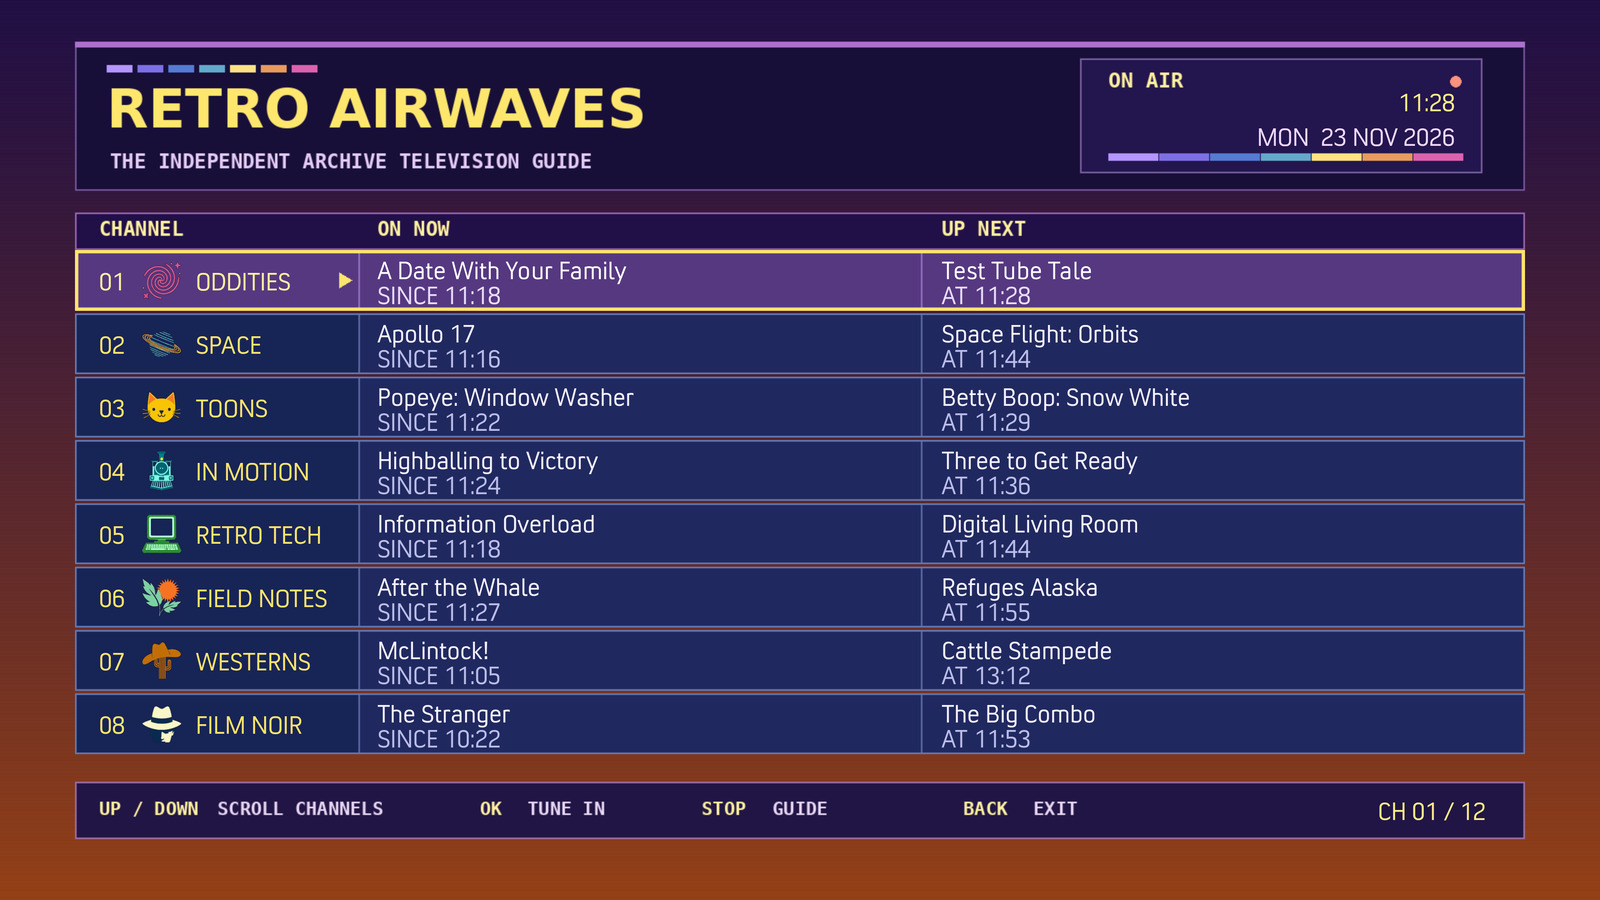 RETRO AIRWAVES
THE INDEPENDENT ARCHIVE TELEVISION GUIDE
ON AIR
11:28
MON 23 NOV 2026
CHANNEL ON NOW UP NEXT
01 ODDITIES A Date With Your Family Test Tube Tale
SINCE 11:18 AT 11:28
02 SPACE Apollo 17 Space Flight: Orbits
SINCE 11:16 AT 11:44
03 TOONS Popeye: Window Washer Betty Boop: Snow White
SINCE 11:22 AT 11:29
04 IN MOTION Highballing to Victory Three to Get Ready
SINCE 11:24 AT 11:36
05 RETRO TECH Information Overload Digital Living Room
SINCE 11:18 AT 11:44
06 FIELD NOTES After the Whale Refuges Alaska
SINCE 11:27 AT 11:55
07 WESTERNS McLintock! Cattle Stampede
SINCE 11:05 AT 13:12
08 FILM NOIR The Stranger The Big Combo
SINCE 10:22 AT 11:53
UP / DOWN SCROLL CHANNELS OK TUNE IN STOP GUIDE BACK EXIT CH 01 / 12